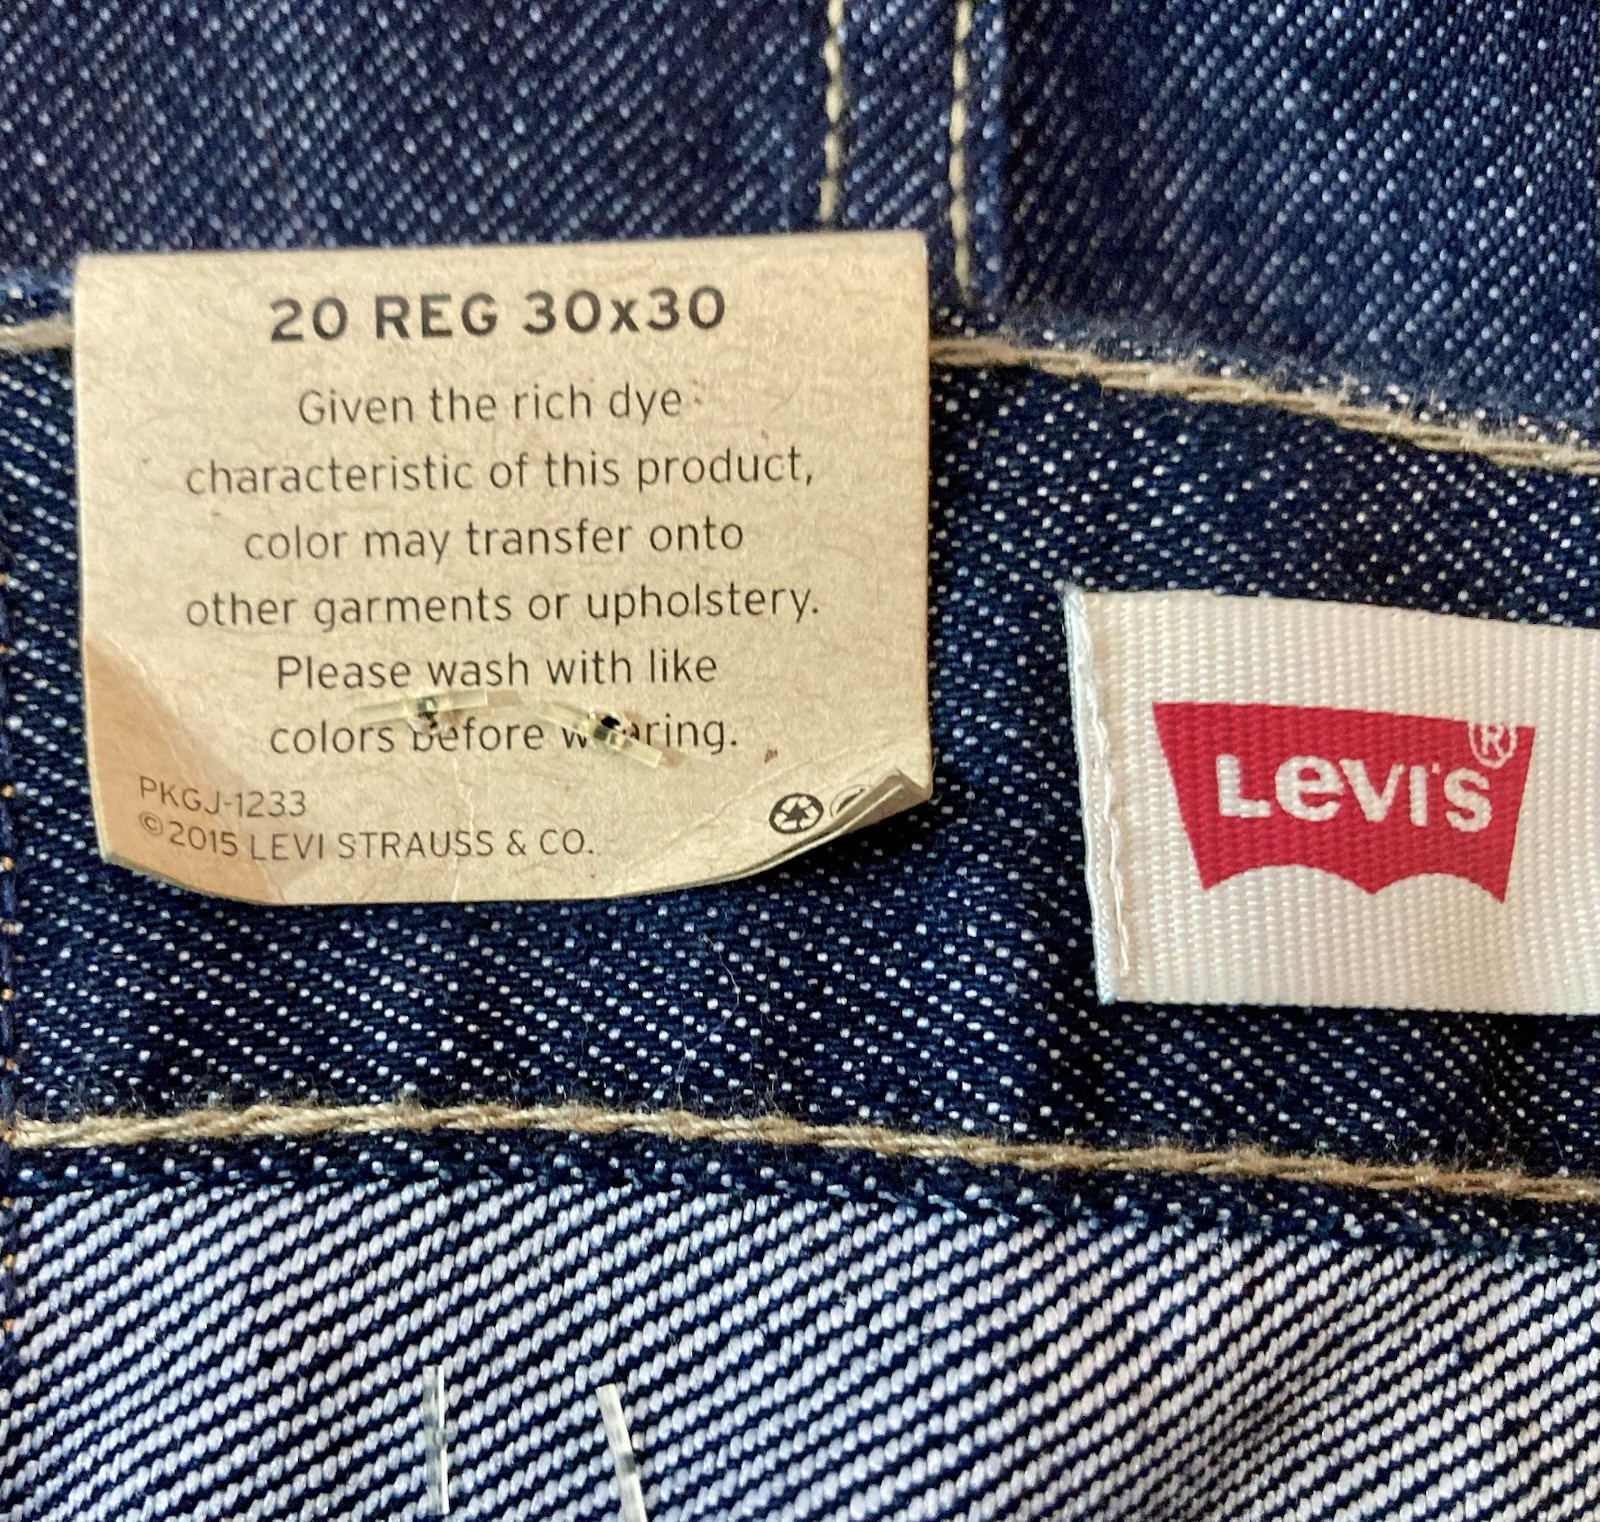 20 REG 30x30
Given the rich dye
characteristic of this product,
color may transfer onto
other garments or upholstery.
Please wash with like
colors before wearing.
PKGJ-1233
©2015 LEVI STRAUSS & CO.
LEVI'S®